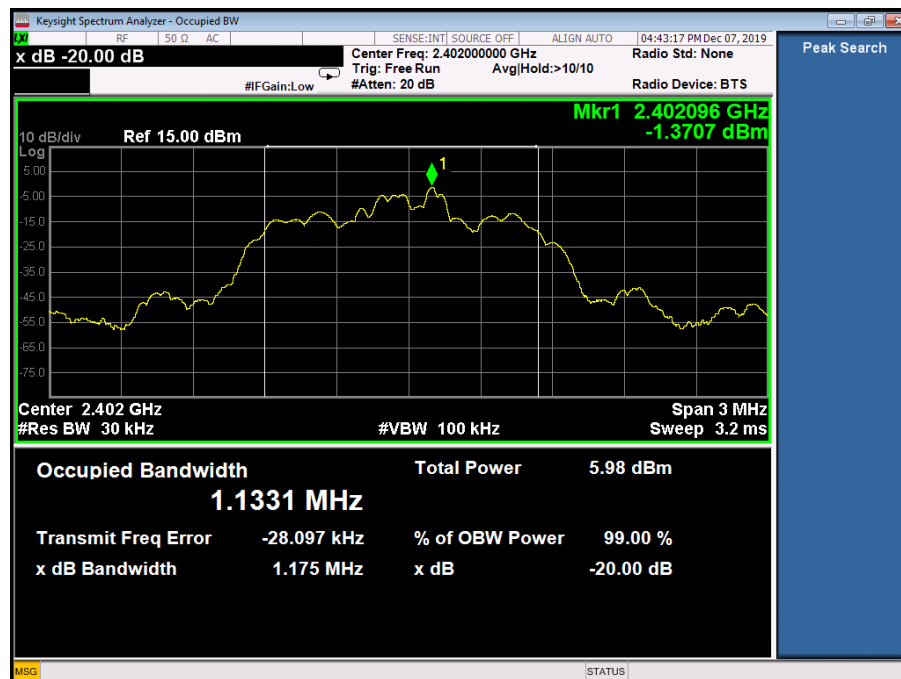 Keysight Spectrum Analyzer - Occupied BW
LXI RF 50 Ω AC SENSE:INT SOURCE OFF ALIGN AUTO 04:43:17 PM Dec 07, 2019
x dB -20.00 dB Center Freq: 2.402000000 GHz Radio Std: None
Trig: Free Run Avg|Hold:>10/10
#IFGain:Low #Atten: 20 dB Radio Device: BTS
Peak Search
Mkr1 2.402096 GHz
10 dB/div Ref 15.00 dBm -1.3707 dBm
Log
5.00
1
-5.00
-15.0
-25.0
-35.0
-45.0
-55.0
-65.0
-75.0
Center 2.402 GHz Span 3 MHz
#Res BW 30 kHz #VBW 100 kHz Sweep 3.2 ms
Occupied Bandwidth Total Power 5.98 dBm
1.1331 MHz
Transmit Freq Error -28.097 kHz % of OBW Power 99.00 %
x dB Bandwidth 1.175 MHz x dB -20.00 dB
MSG STATUS